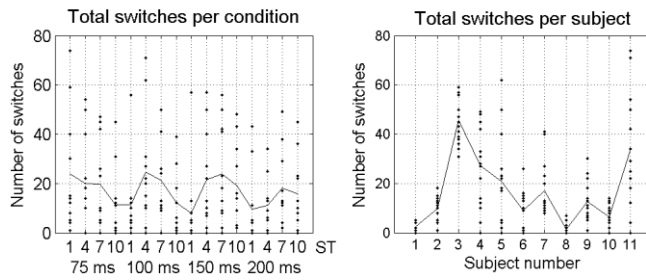 Total switches per condition
Number of switches
80
60
40
20
0
1 4 7 10 1 4 7 10 1 4 7 10 1 4 7 10 ST
75 ms 100 ms 150 ms 200 ms
Total switches per subject
Number of switches
80
60
40
20
0
1 2 3 4 5 6 7 8 9 10 11
Subject number